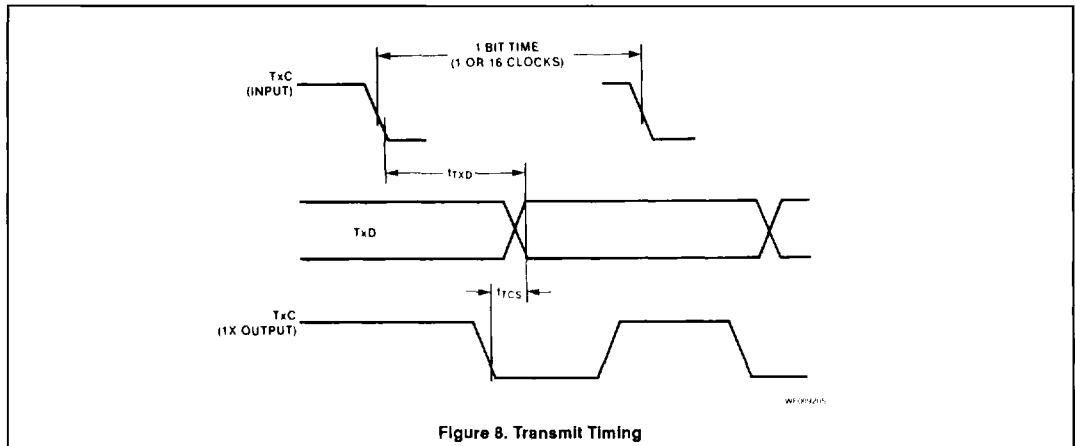 1 BIT TIME
(1 OR 16 CLOCKS)
TxC
(INPUT)
tTXD
TxD
tTCS
TxC
(1X OUTPUT)
Figure 8. Transmit Timing